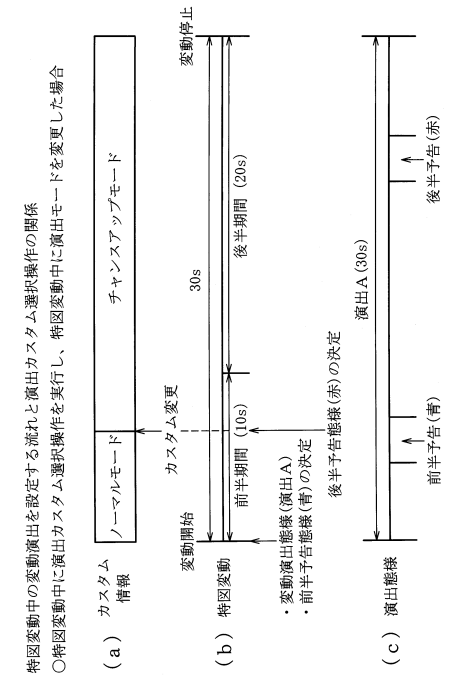 特図変動中の変動演出を設定する流れと演出カスタム選択操作の関係
○特図変動中に演出カスタム選択操作を実行し、特図変動中に演出モードを変更した場合
(a) カスタム情報
ノーマルモード
チャンスアップモード
カスタム変更
変動開始
変動停止
30s
(b) 特図変動
前半期間 (10s)
後半期間 (20s)
・変動演出態様(演出A)
・前半予告態様(青)の決定
後半予告態様(赤)の決定
演出A(30s)
(c) 演出態様
前半予告(青)
後半予告(赤)